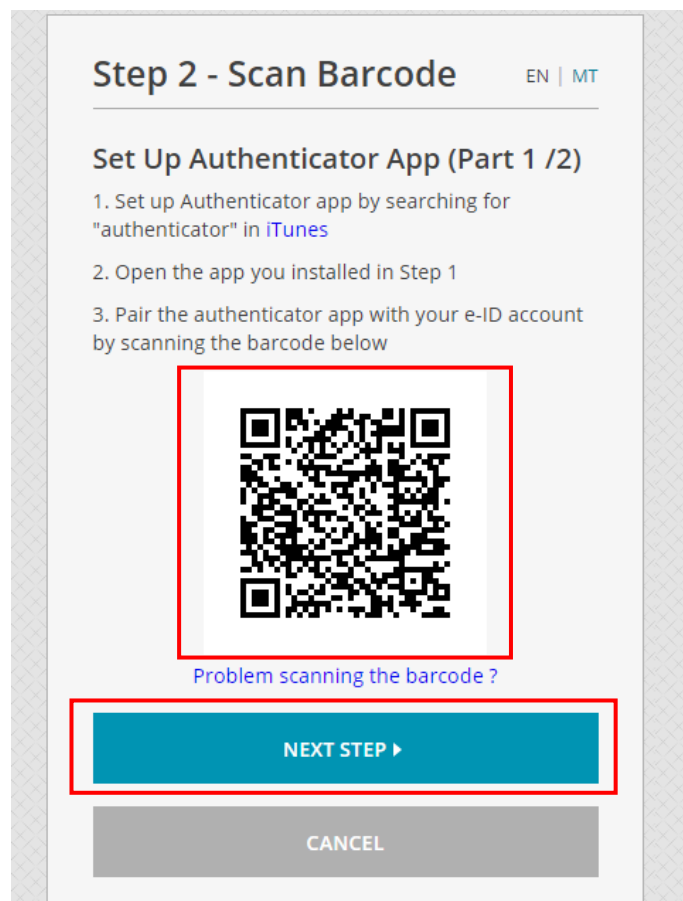 Step 2 - Scan Barcode
EN | MT
Set Up Authenticator App (Part 1 /2)
1. Set up Authenticator app by searching for
"authenticator" in iTunes
2. Open the app you installed in Step 1
3. Pair the authenticator app with your e-ID account
by scanning the barcode below
Problem scanning the barcode ?
NEXT STEP
CANCEL